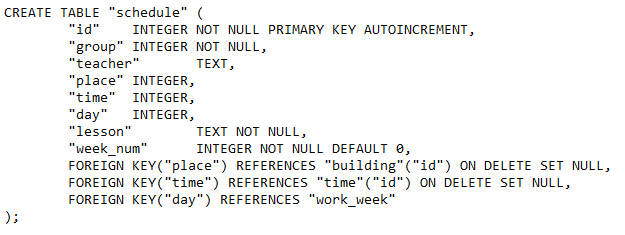 CREATE TABLE "schedule" (
"id" INTEGER NOT NULL PRIMARY KEY AUTOINCREMENT,
"group" INTEGER NOT NULL,
"teacher" TEXT,
"place" INTEGER,
"time" INTEGER,
"day" INTEGER,
"lesson" TEXT NOT NULL,
"week_num" INTEGER NOT NULL DEFAULT 0,
FOREIGN KEY("place") REFERENCES "building"("id") ON DELETE SET NULL,
FOREIGN KEY("time") REFERENCES "time"("id") ON DELETE SET NULL,
FOREIGN KEY("day") REFERENCES "work_week"
);